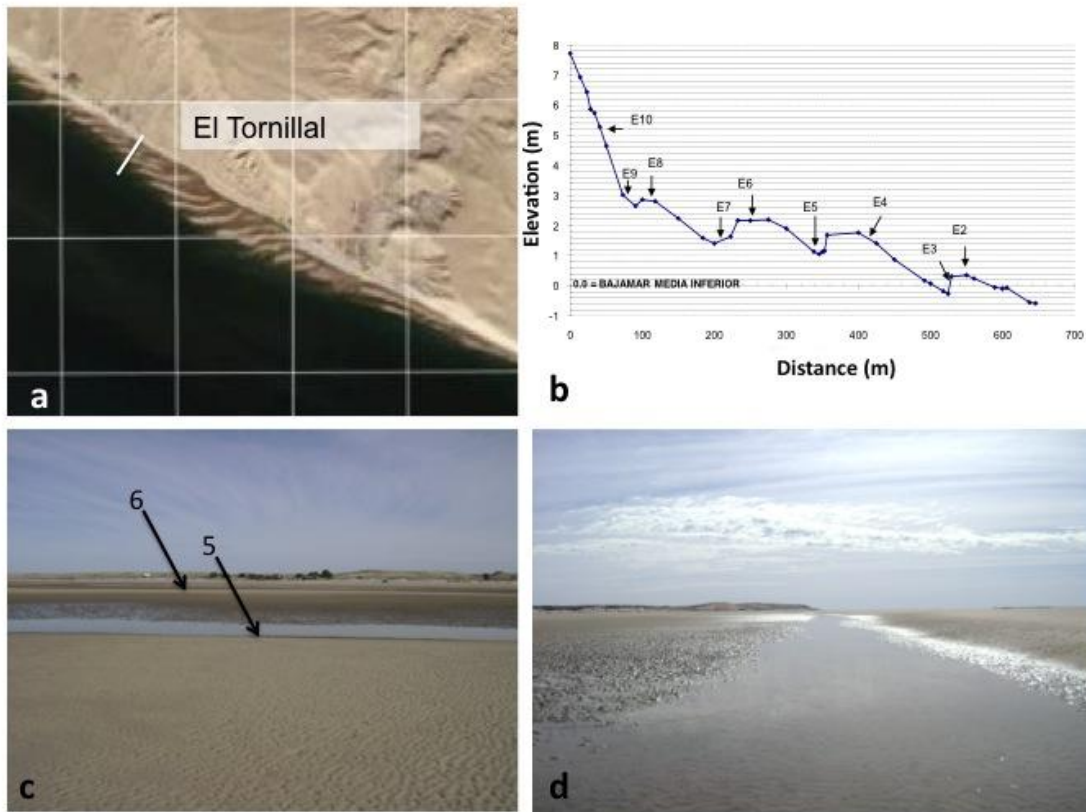 El Tornillal
a
8
7
6
5
4
3
2
1
0
-1
Elevation (m)
E10
E9
E8
E7
E6
E5
E4
E3
E2
0.0 = BAJAMAR MEDIA INFERIOR
0 100 200 300 400 500 600 700
Distance (m)
b
6
5
c
d